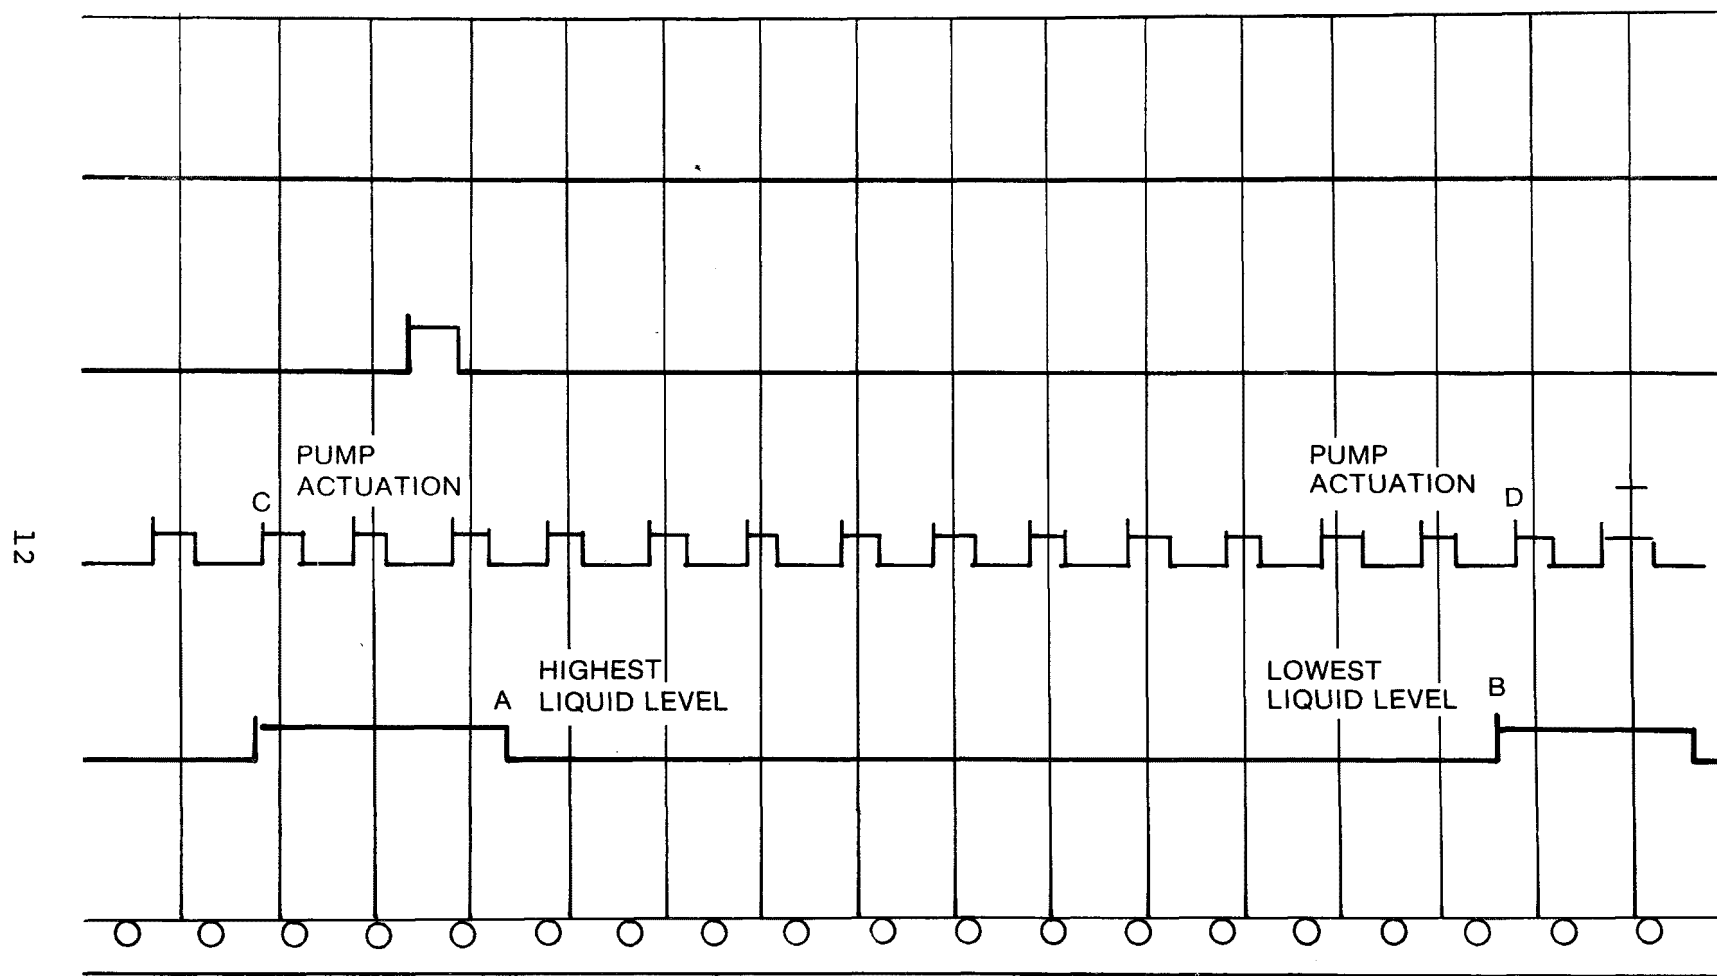 PUMP
ACTUATION
C
PUMP
ACTUATION
D
12
HIGHEST
LIQUID LEVEL
A
LOWEST
LIQUID LEVEL
B